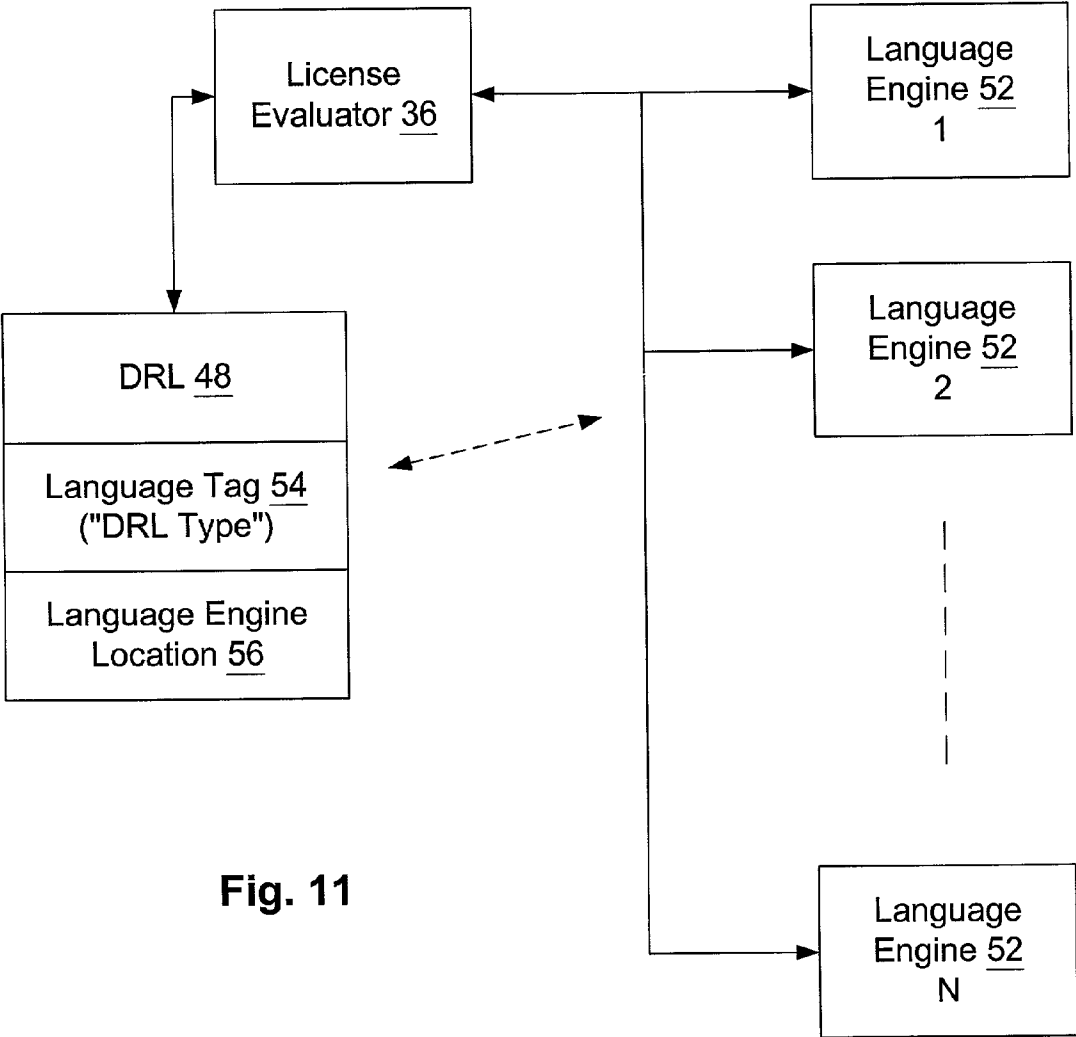 License
Evaluator 36
Language
Engine 52
1
Language
Engine 52
2
DRL 48
Language Tag 54
("DRL Type")
Language Engine
Location 56
Fig. 11
Language
Engine 52
N